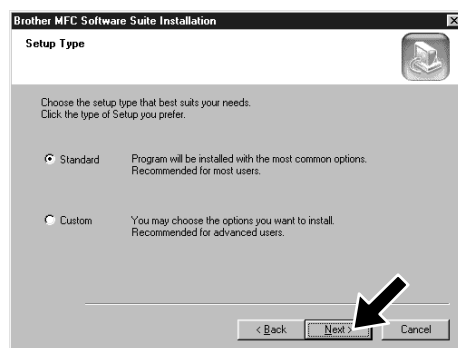 Brother MFC Software Suite Installation
Setup Type
Choose the setup type that best suits your needs.
Click the type of Setup you prefer.
Standard Program will be installed with the most common options.
Recommended for most users.
Custom You may choose the options you want to install.
Recommended for advanced users.
< Back Next > Cancel